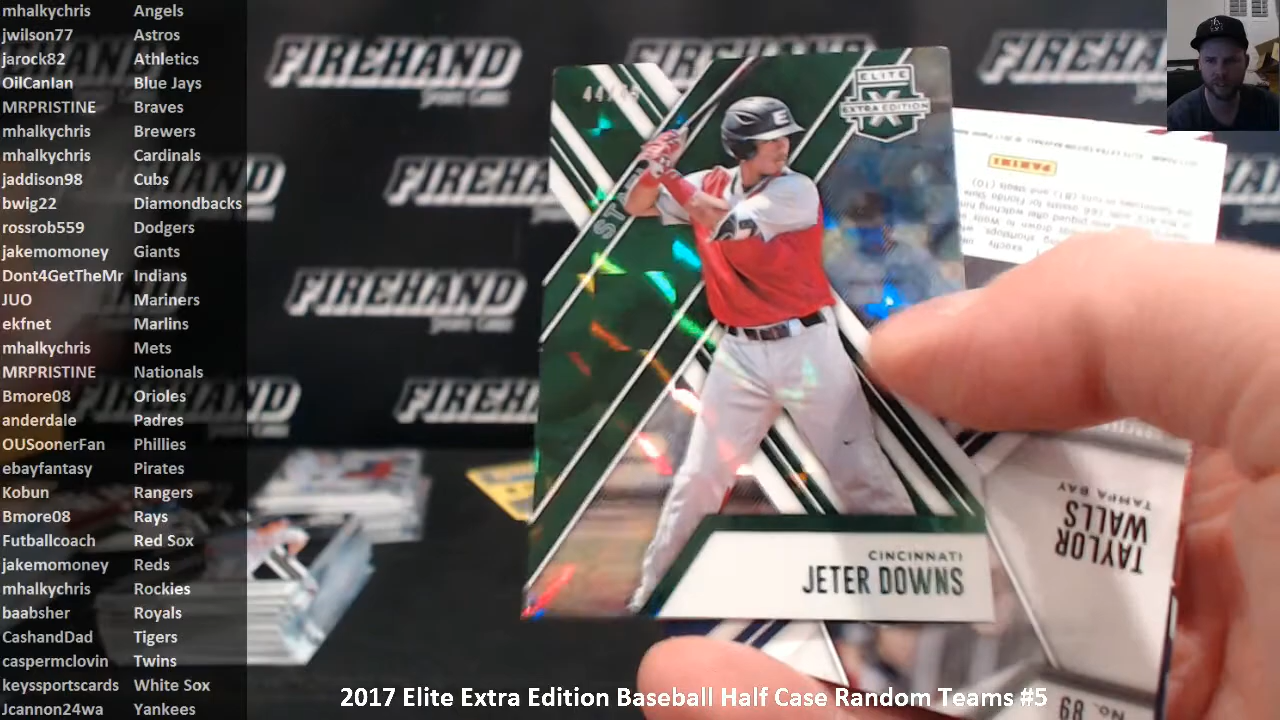 mhalkychris Angels
jwilson77 Astros
jarock82 Athletics
OilCanIan Blue Jays
MRPRISTINE Braves
mhalkychris Brewers
mhalkychris Cardinals
jaddison98 Cubs
bwig22 Diamondbacks
rossrob559 Dodgers
jakemomoney Giants
Dont4GetTheMr Indians
JUO Mariners
ekfnet Marlins
mhalkychris Mets
MRPRISTINE Nationals
Bmore08 Orioles
anderdale Padres
OUSoonerFan Phillies
ebayfantasy Pirates
Kobun Rangers
Bmore08 Rays
Futballcoach Red Sox
jakemomoney Reds
mhalkychris Rockies
baabsher Royals
CashandDad Tigers
caspermclovin Twins
keyssportscards White Sox
Jcannon24wa Yankees
FIREHAND
FIREHAND
FIREHAND
FIREHAND
ELITE
EXTRA EDITION
E
CINCINNATI
JETER DOWNS
PANINI
TAYLOR
WALLS
TAMPA BAY
No. 89
2017 Elite Extra Edition Baseball Half Case Random Teams #5